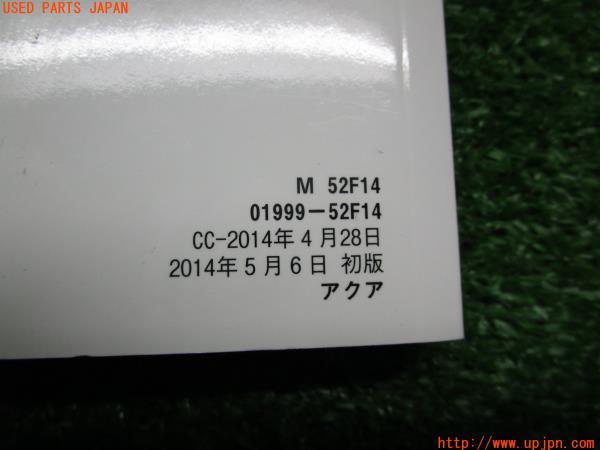 USED PARTS JAPAN
M 52F14
01999-52F14
CC-2014年4月28日
2014年5月6日 初版
アクア
http://www.upjpn.com/